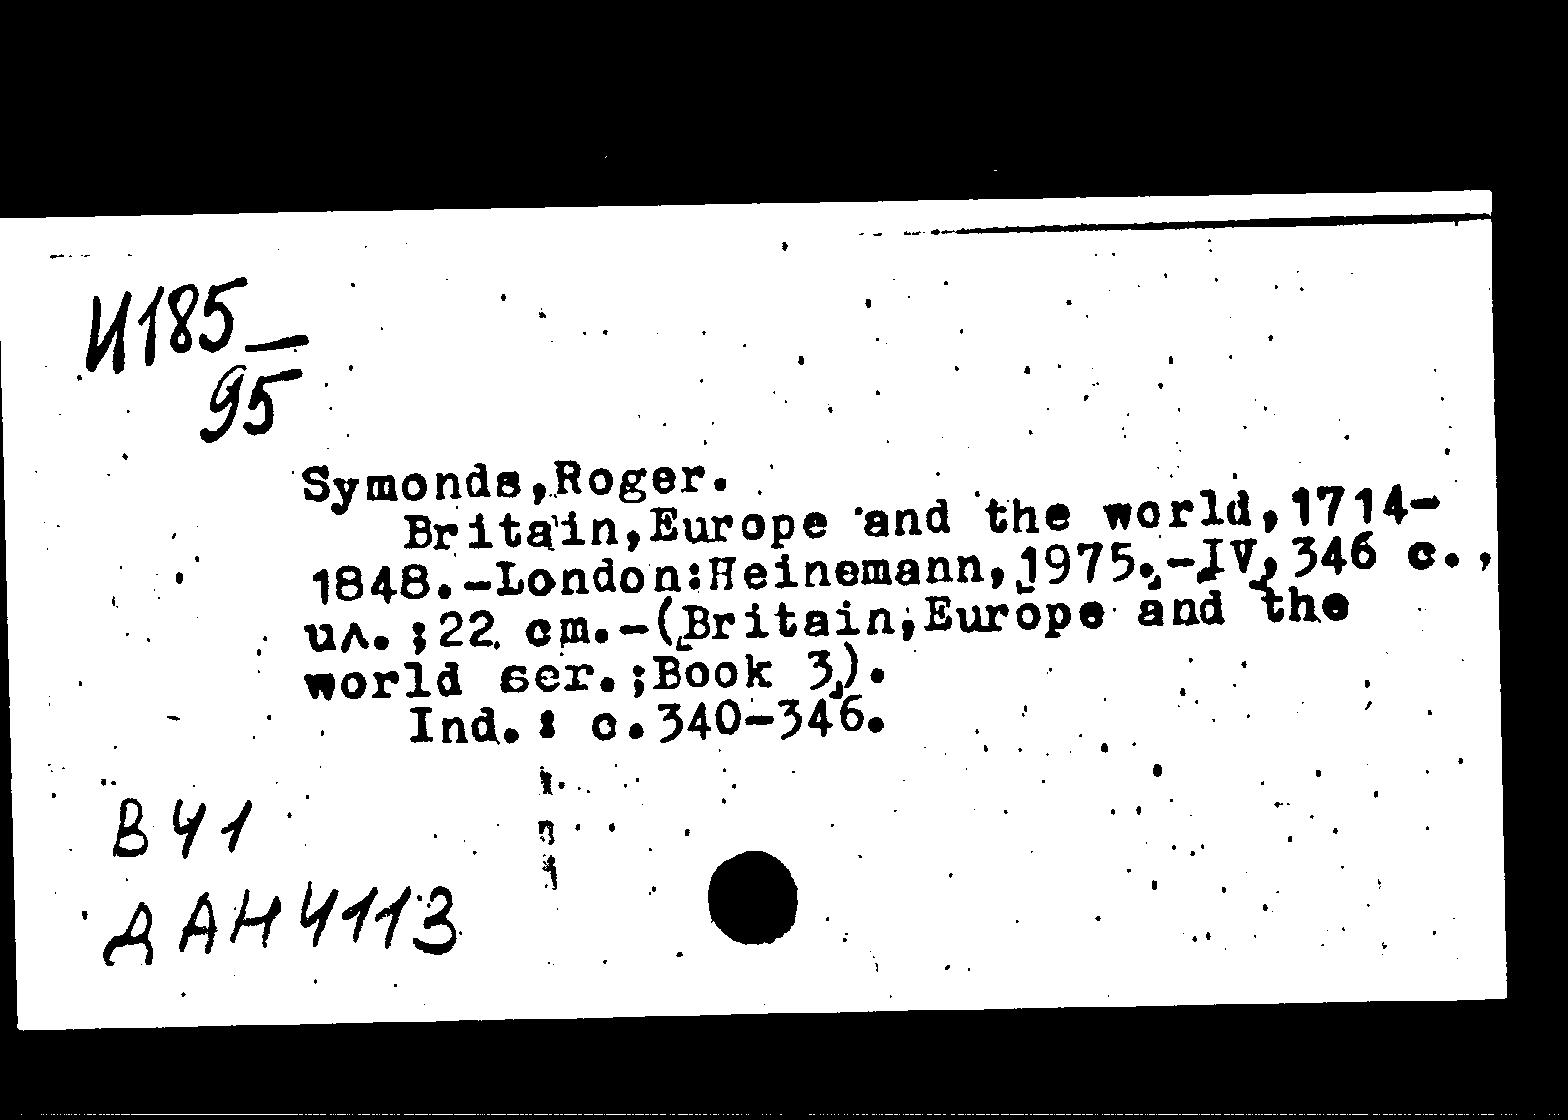 И185
95
Symonds, Roger.
Britain, Europe and the world, 1714-
1848.-London:Heinemann, 1975.-IV, 346 с.,
ил.;22 cm.-(Britain, Europe and the
world ser.;Book 3).
Ind.: с.340-346.
В41
ДАН4113